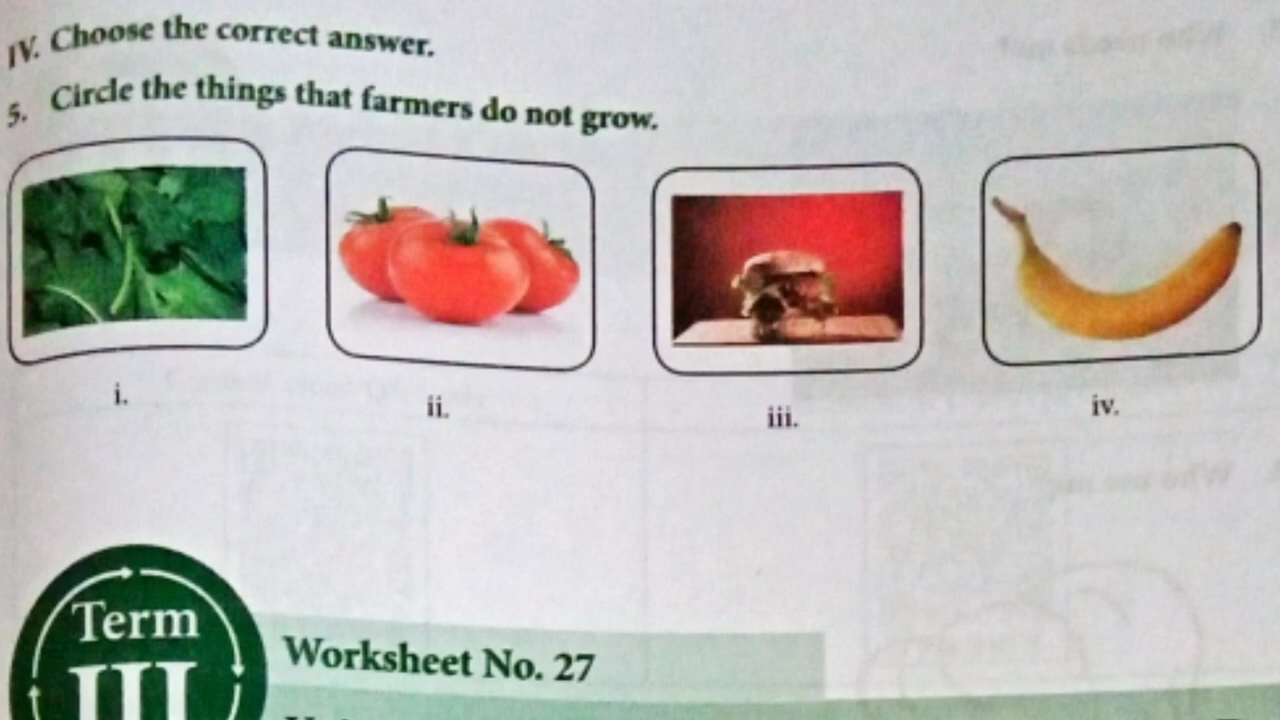 IV. Choose the correct answer.
5. Circle the things that farmers do not grow.
i.
ii.
iii.
iv.
Term
III
Worksheet No. 27